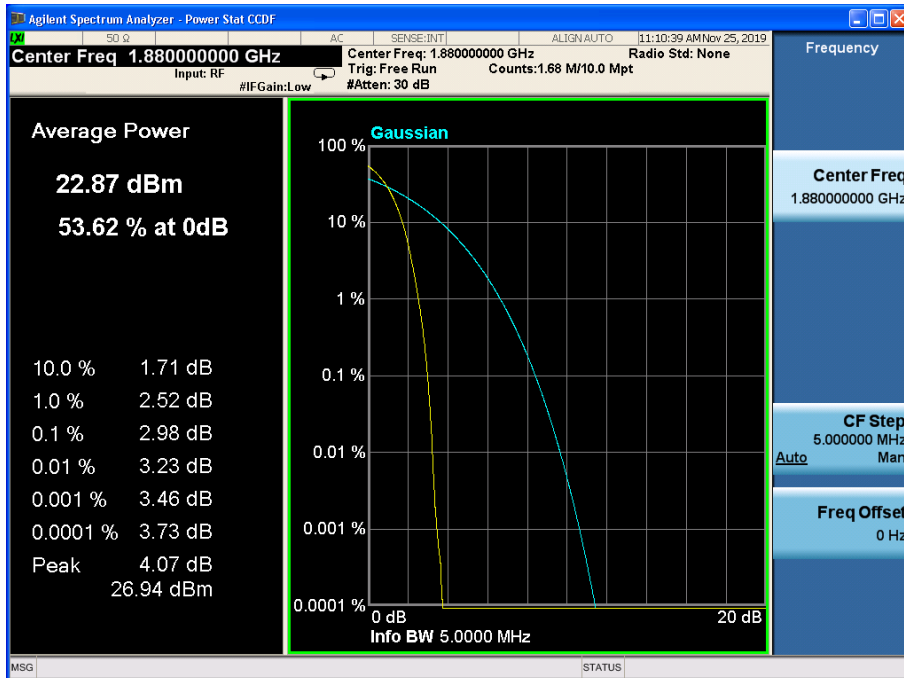 Agilent Spectrum Analyzer - Power Stat CCDF
LXI
50 Ω
AC
SENSE:INT
ALIGN AUTO
11:10:39 AM Nov 25, 2019
Center Freq 1.880000000 GHz
Input: RF
#IFGain:Low
Center Freq: 1.880000000 GHz
Radio Std: None
Trig: Free Run
Counts:1.68 M/10.0 Mpt
#Atten: 30 dB
Average Power
22.87 dBm
53.62 % at 0dB
10.0 % 1.71 dB
1.0 % 2.52 dB
0.1 % 2.98 dB
0.01 % 3.23 dB
0.001 % 3.46 dB
0.0001 % 3.73 dB
Peak 4.07 dB
26.94 dBm
Gaussian
100 %
10 %
1 %
0.1 %
0.01 %
0.001 %
0.0001 %
0 dB
20 dB
Info BW 5.0000 MHz
Frequency
Center Freq
1.880000000 GHz
CF Step
5.000000 MHz
Auto Man
Freq Offset
0 Hz
MSG
STATUS